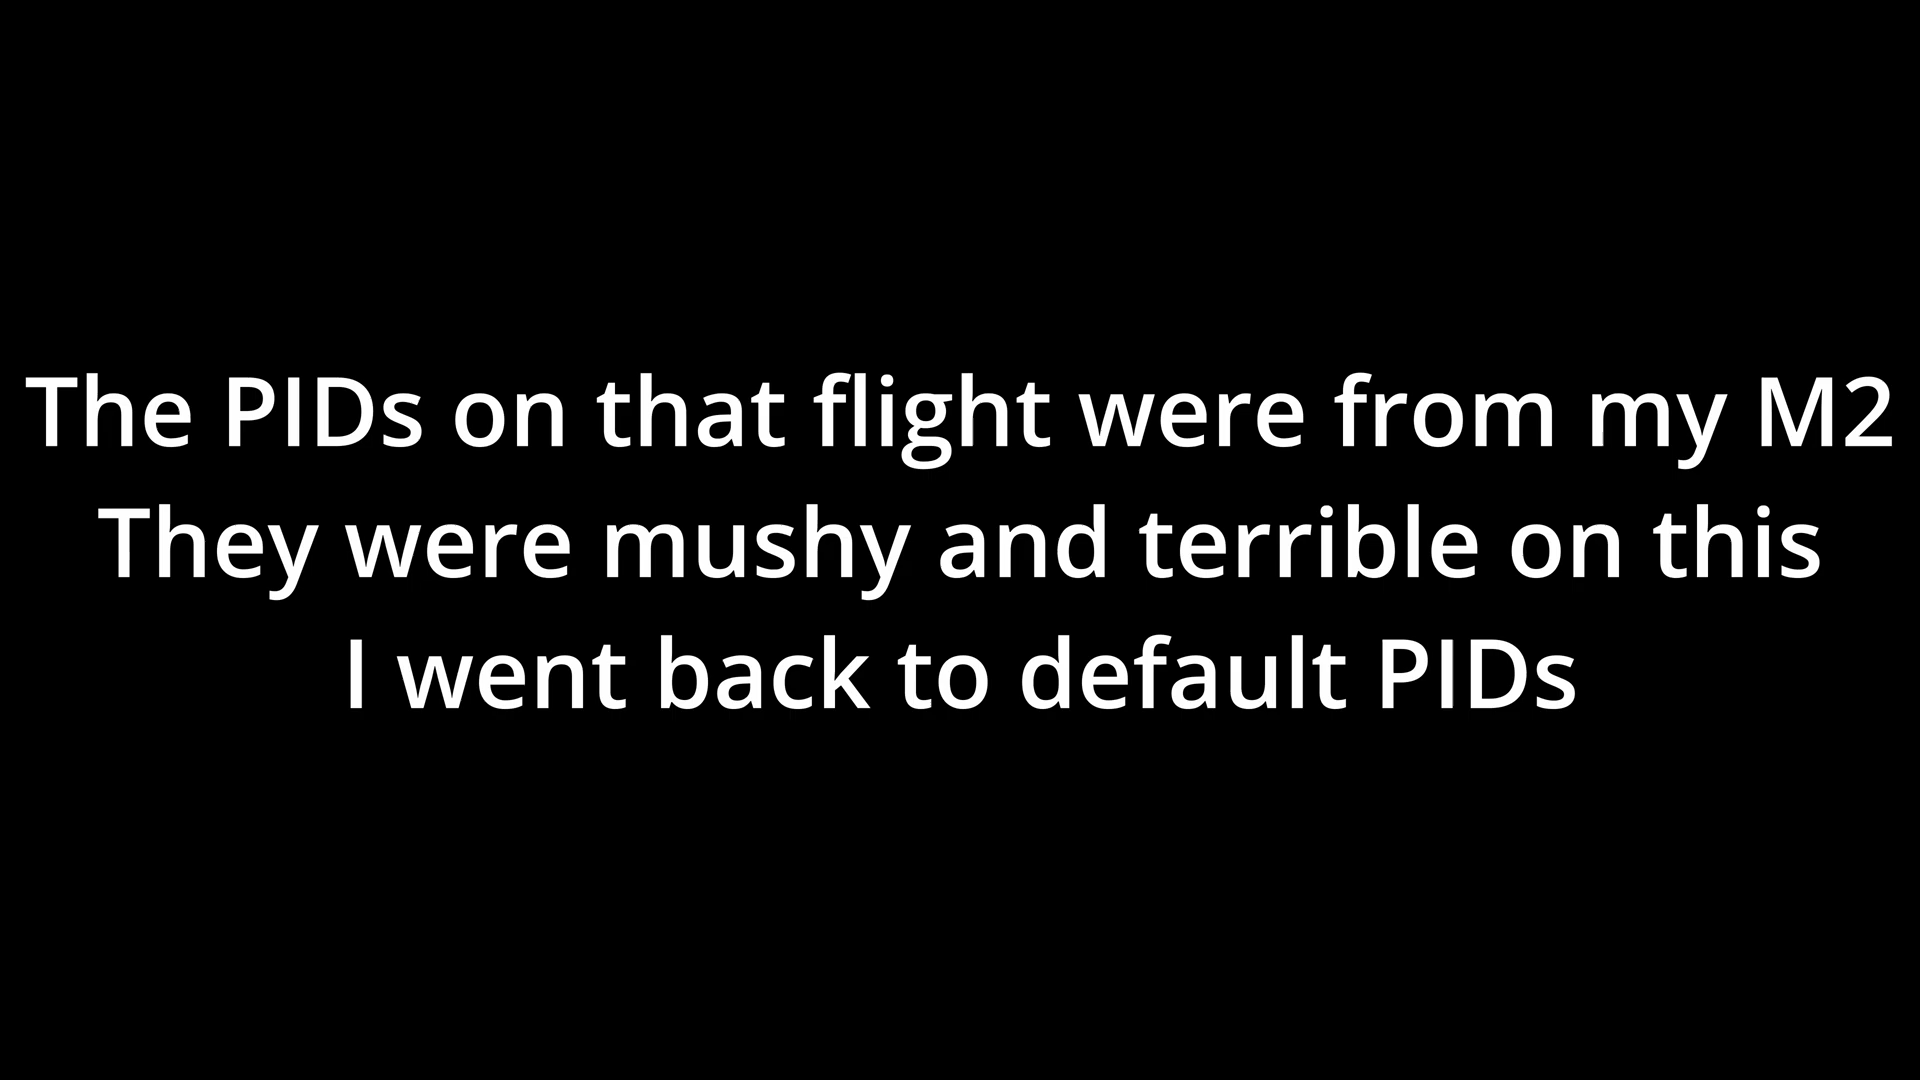 The PIDs on that flight were from my M2
They were mushy and terrible on this
I went back to default PIDs